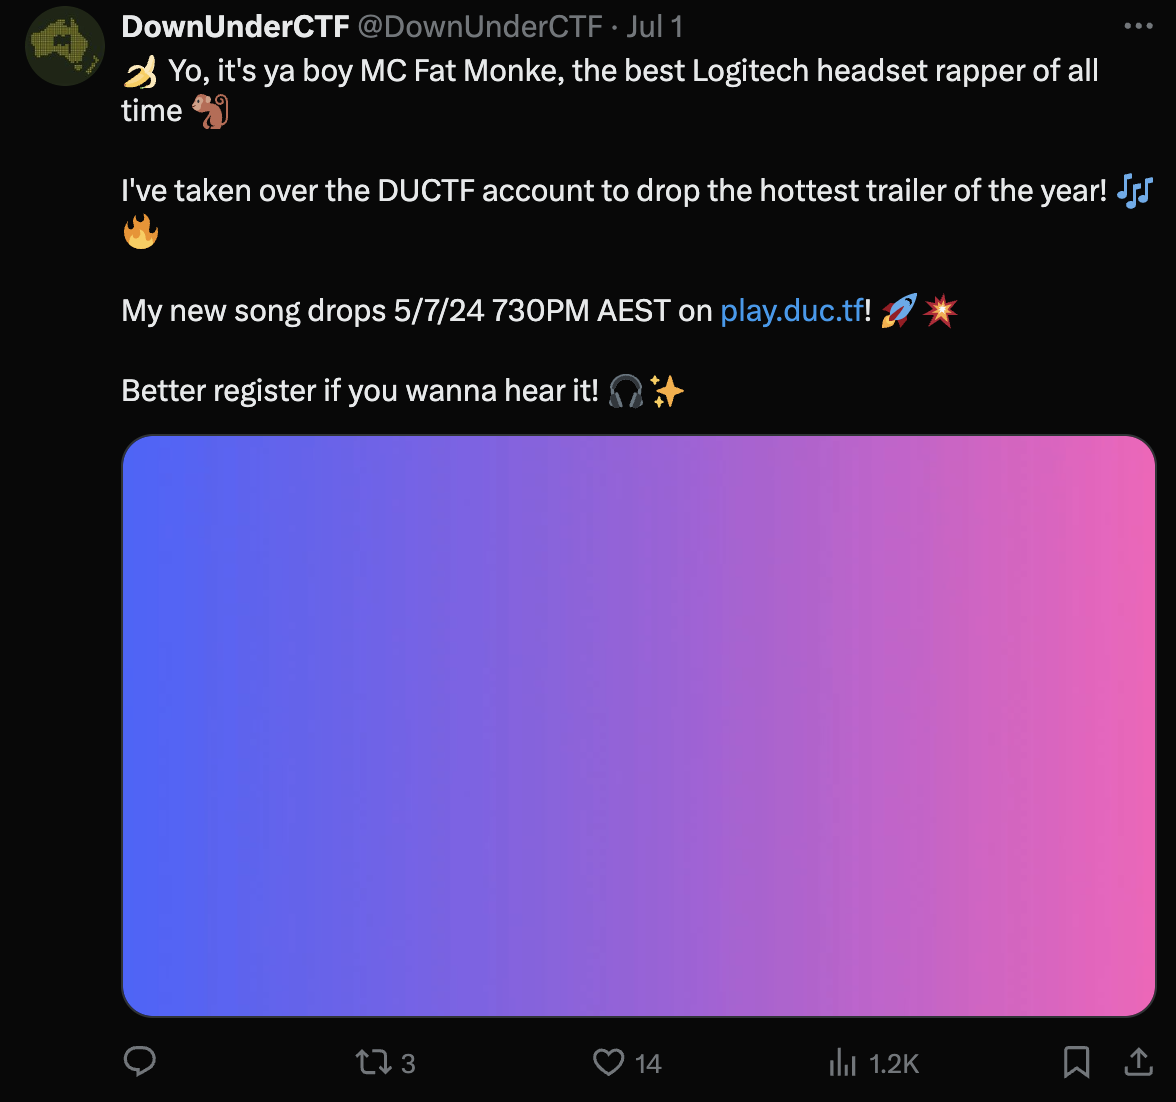 DownUnderCTF @DownUnderCTF · Jul 1
🍌 Yo, it's ya boy MC Fat Monke, the best Logitech headset rapper of all
time 🐒
I've taken over the DUCTF account to drop the hottest trailer of the year! 🎶
🔥
My new song drops 5/7/24 730PM AEST on play.duc.tf! 🚀💥
Better register if you wanna hear it! 🎧✨
3 14 1.2K